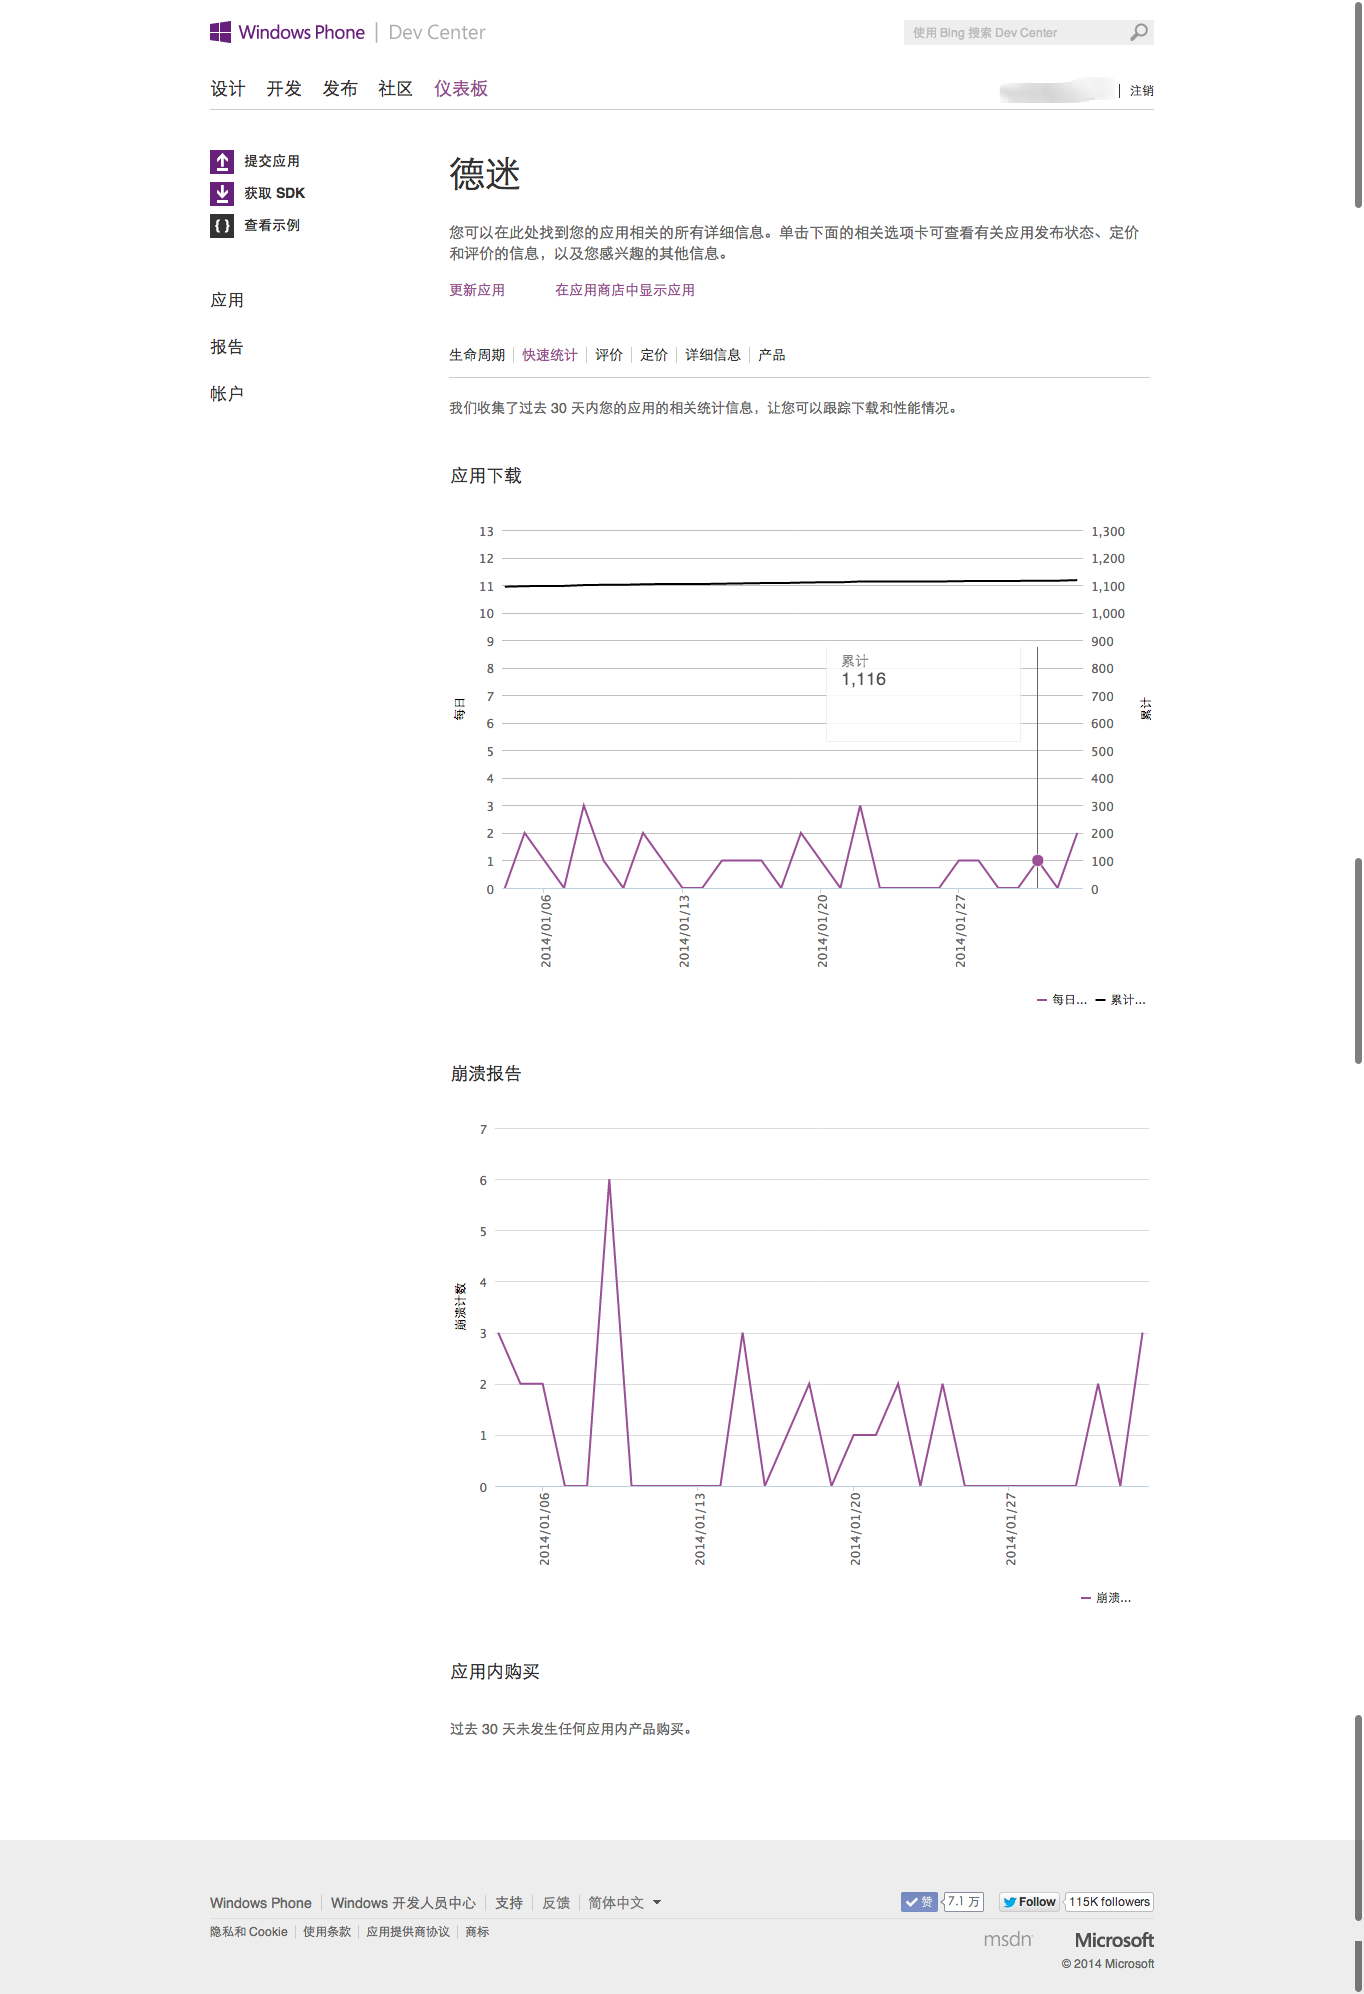 Windows Phone | Dev Center
使用 Bing 搜索 Dev Center
设计 开发 发布 社区 仪表板
注销
提交应用
获取 SDK
查看示例
应用
报告
帐户
德迷
您可以在此处找到您的应用相关的所有详细信息。单击下面的相关选项卡可查看有关应用发布状态、定价
和评价的信息，以及您感兴趣的其他信息。
更新应用 在应用商店中显示应用
生命周期 快速统计 评价 定价 详细信息 产品
我们收集了过去 30 天内您的应用的相关统计信息，让您可以跟踪下载和性能情况。
应用下载
13 1,300
12 1,200
11 1,100
10 1,000
9 900
8 800
7 700
6 600
5 500
4 400
3 300
2 200
1 100
0 0
每日
累计
累计
1,116
2014/01/06 2014/01/13 2014/01/20 2014/01/27
每日... 累计...
崩溃报告
7
6
5
4
3
2
1
0
崩溃计数
2014/01/06 2014/01/13 2014/01/20 2014/01/27
崩溃...
应用内购买
过去 30 天未发生任何应用内产品购买。
Windows Phone Windows 开发人员中心 支持 反馈 简体中文
赞 7.1 万 Follow 115K followers
隐私和 Cookie 使用条款 应用提供商协议 商标
msdn Microsoft
© 2014 Microsoft